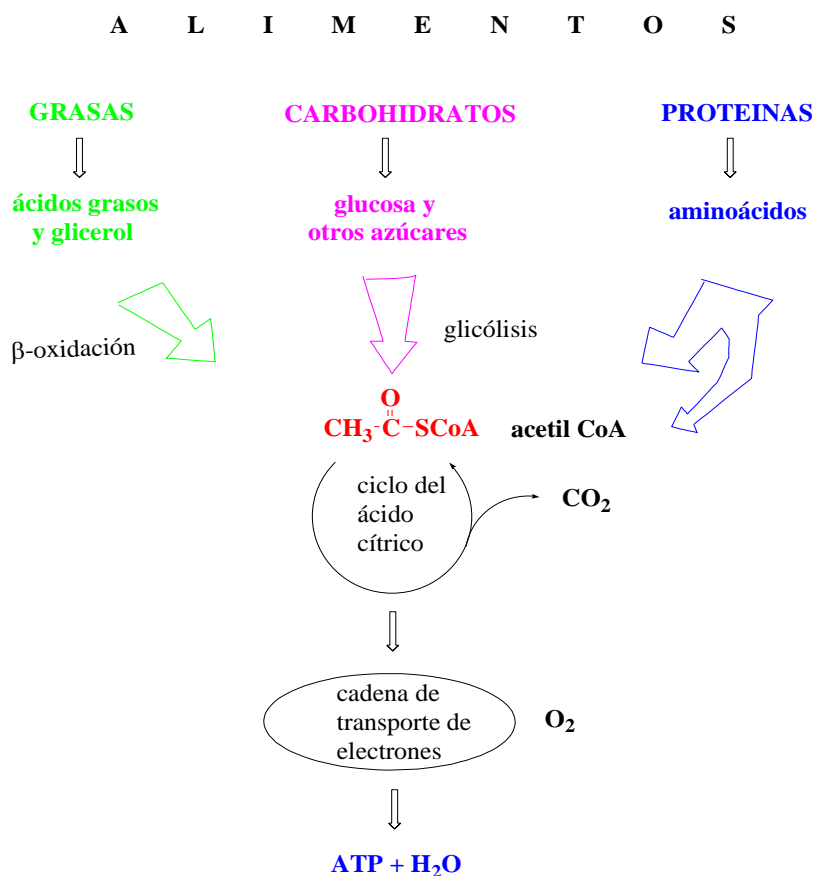 A L I M E N T O S
GRASAS CARBOHIDRATOS PROTEINAS
ácidos grasos
y glicerol
glucosa y
otros azúcares
aminoácidos
β-oxidación
glicólisis
O
CH₃-C-SCoA acetil CoA
ciclo del
ácido
cítrico
CO₂
cadena de
transporte de
electrones
O₂
ATP + H₂O